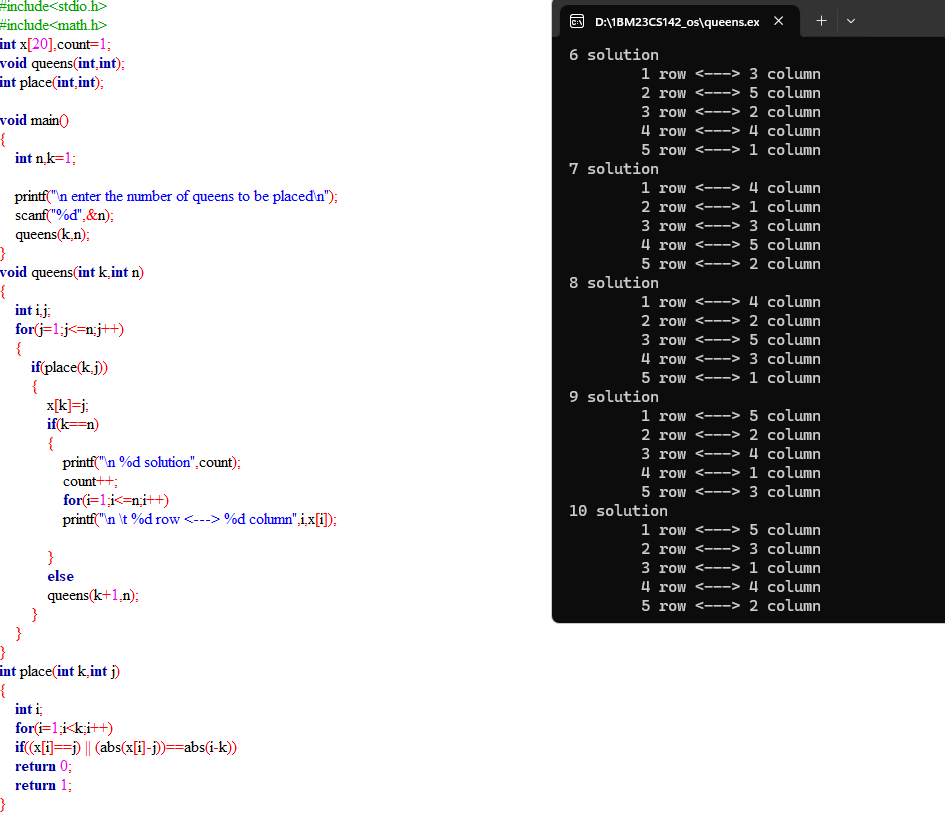 #include<stdio.h>
#include<math.h>
int x[20],count=1;
void queens(int,int);
int place(int,int);
void main()
{
int n,k=1;
printf("\n enter the number of queens to be placed\n");
scanf("%d",&n);
queens(k,n);
}
void queens(int k,int n)
{
int i,j;
for(j=1;j<=n;j++)
{
if(place(k,j))
{
x[k]=j;
if(k==n)
{
printf("\n %d solution",count);
count++;
for(i=1;i<=n;i++)
printf("\n \t %d row <---> %d column",i,x[i]);
}
else
queens(k+1,n);
}
}
}
int place(int k,int j)
{
int i;
for(i=1;i<k;i++)
if((x[i]==j) || (abs(x[i]-j))==abs(i-k))
return 0;
return 1;
}
D:\1BM23CS142_os\queens.ex
6 solution
1 row <---> 3 column
2 row <---> 5 column
3 row <---> 2 column
4 row <---> 4 column
5 row <---> 1 column
7 solution
1 row <---> 4 column
2 row <---> 1 column
3 row <---> 3 column
4 row <---> 5 column
5 row <---> 2 column
8 solution
1 row <---> 4 column
2 row <---> 2 column
3 row <---> 5 column
4 row <---> 3 column
5 row <---> 1 column
9 solution
1 row <---> 5 column
2 row <---> 2 column
3 row <---> 4 column
4 row <---> 1 column
5 row <---> 3 column
10 solution
1 row <---> 5 column
2 row <---> 3 column
3 row <---> 1 column
4 row <---> 4 column
5 row <---> 2 column